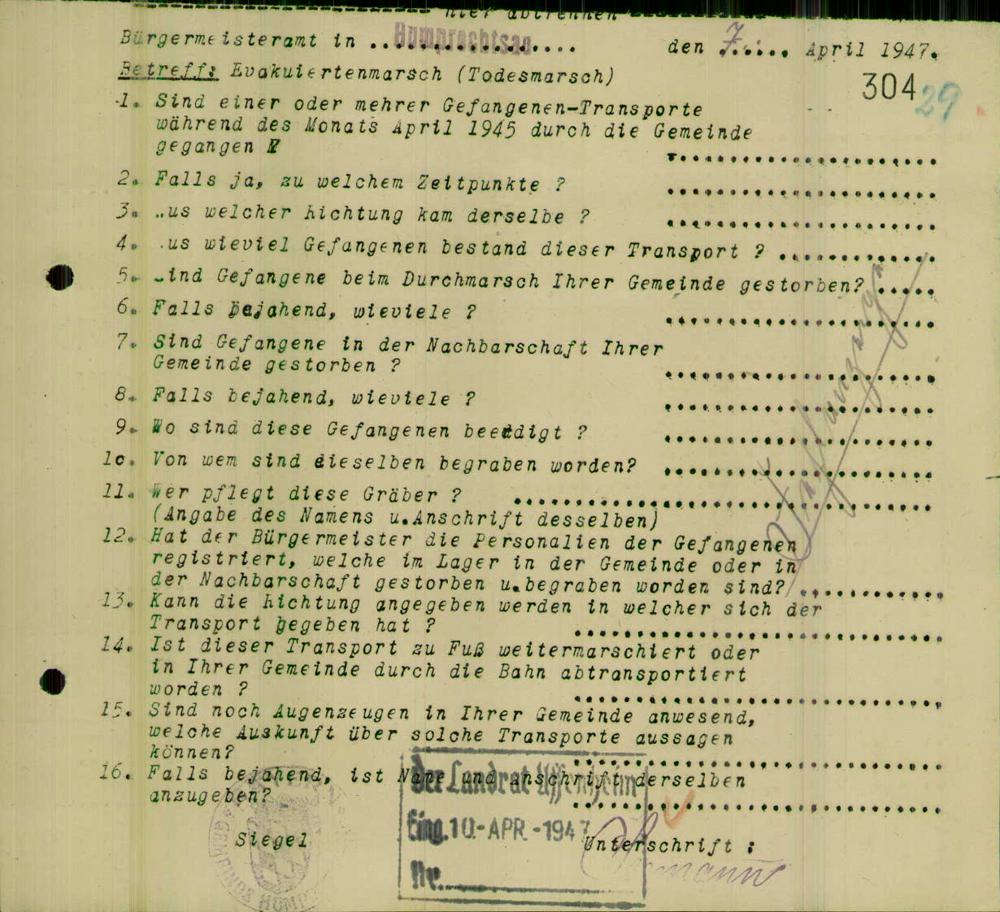 hier abtrennen
Bürgermeisteramt in ................ den 7. ..... April 1947.
Betreff: Evakuiertenmarsch (Todesmarsch)
304 29
1. Sind einer oder mehrer Gefangenen-Transporte
während des Monats April 1945 durch die Gemeinde
gegangen
2. Falls ja, zu welchem Zeitpunkte ?
3. ..us welcher Richtung kam derselbe ?
4. .us wieviel Gefangenen bestand dieser Transport ?
5. .ind Gefangene beim Durchmarsch Ihrer Gemeinde gestorben?
6. Falls bejahend, wieviele ?
7. Sind Gefangene in der Nachbarschaft Ihrer
Gemeinde gestorben ?
8. Falls bejahend, wieviele ?
9. Wo sind diese Gefangenen beerdigt ?
1o. Von wem sind dieselben begraben worden?
11. Wer pflegt diese Gräber ?
(Angabe des Namens u.Anschrift desselben)
12. Hat der Bürgermeister die Personalien der Gefangenen
registriert, welche im Lager in der Gemeinde oder in
der Nachbarschaft gestorben u.begraben worden sind?
13. Kann die Richtung angegeben werden in welcher sich der
Transport begeben hat ?
14. Ist dieser Transport zu Fuß weitermarschiert oder
in Ihrer Gemeinde durch die Bahn abtransportiert
worden ?
15. Sind noch Augenzeugen in Ihrer Gemeinde anwesend,
welche Auskunft über solche Transporte aussagen
können?
16. Falls bejahend, ist Name und Anschrift derselben
anzugeben?
Der Landrat Uffenheim
Eing. 10. APR. 1947
Nr.
Siegel
Unterschrift :